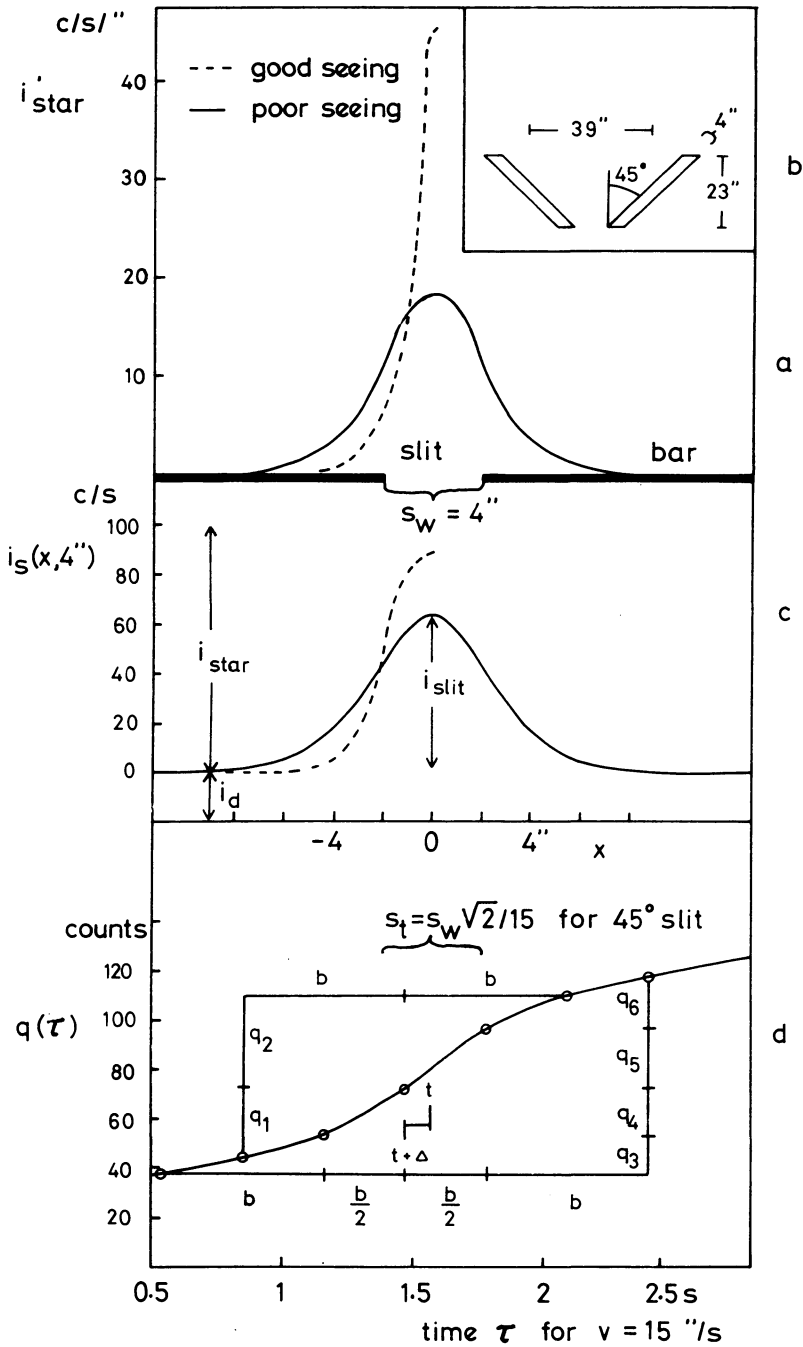 c/s/"
i'star
40
30
20
10
--- good seeing
— poor seeing
39"
4"
45°
23"
b
a
slit
bar
s_w = 4"
c/s
i_s(x,4")
100
80
60
40
20
0
i_star
i_slit
i_d
c
-4
0
4"
x
s_t = s_w √2/15 for 45° slit
counts
q(τ)
120
100
80
60
40
20
b
b
q_2
q_1
q_6
q_5
q_4
q_3
t
t + Δ
b
b/2
b/2
b
d
0.5
1
1.5
2
2.5 s
time τ for v = 15 "/s